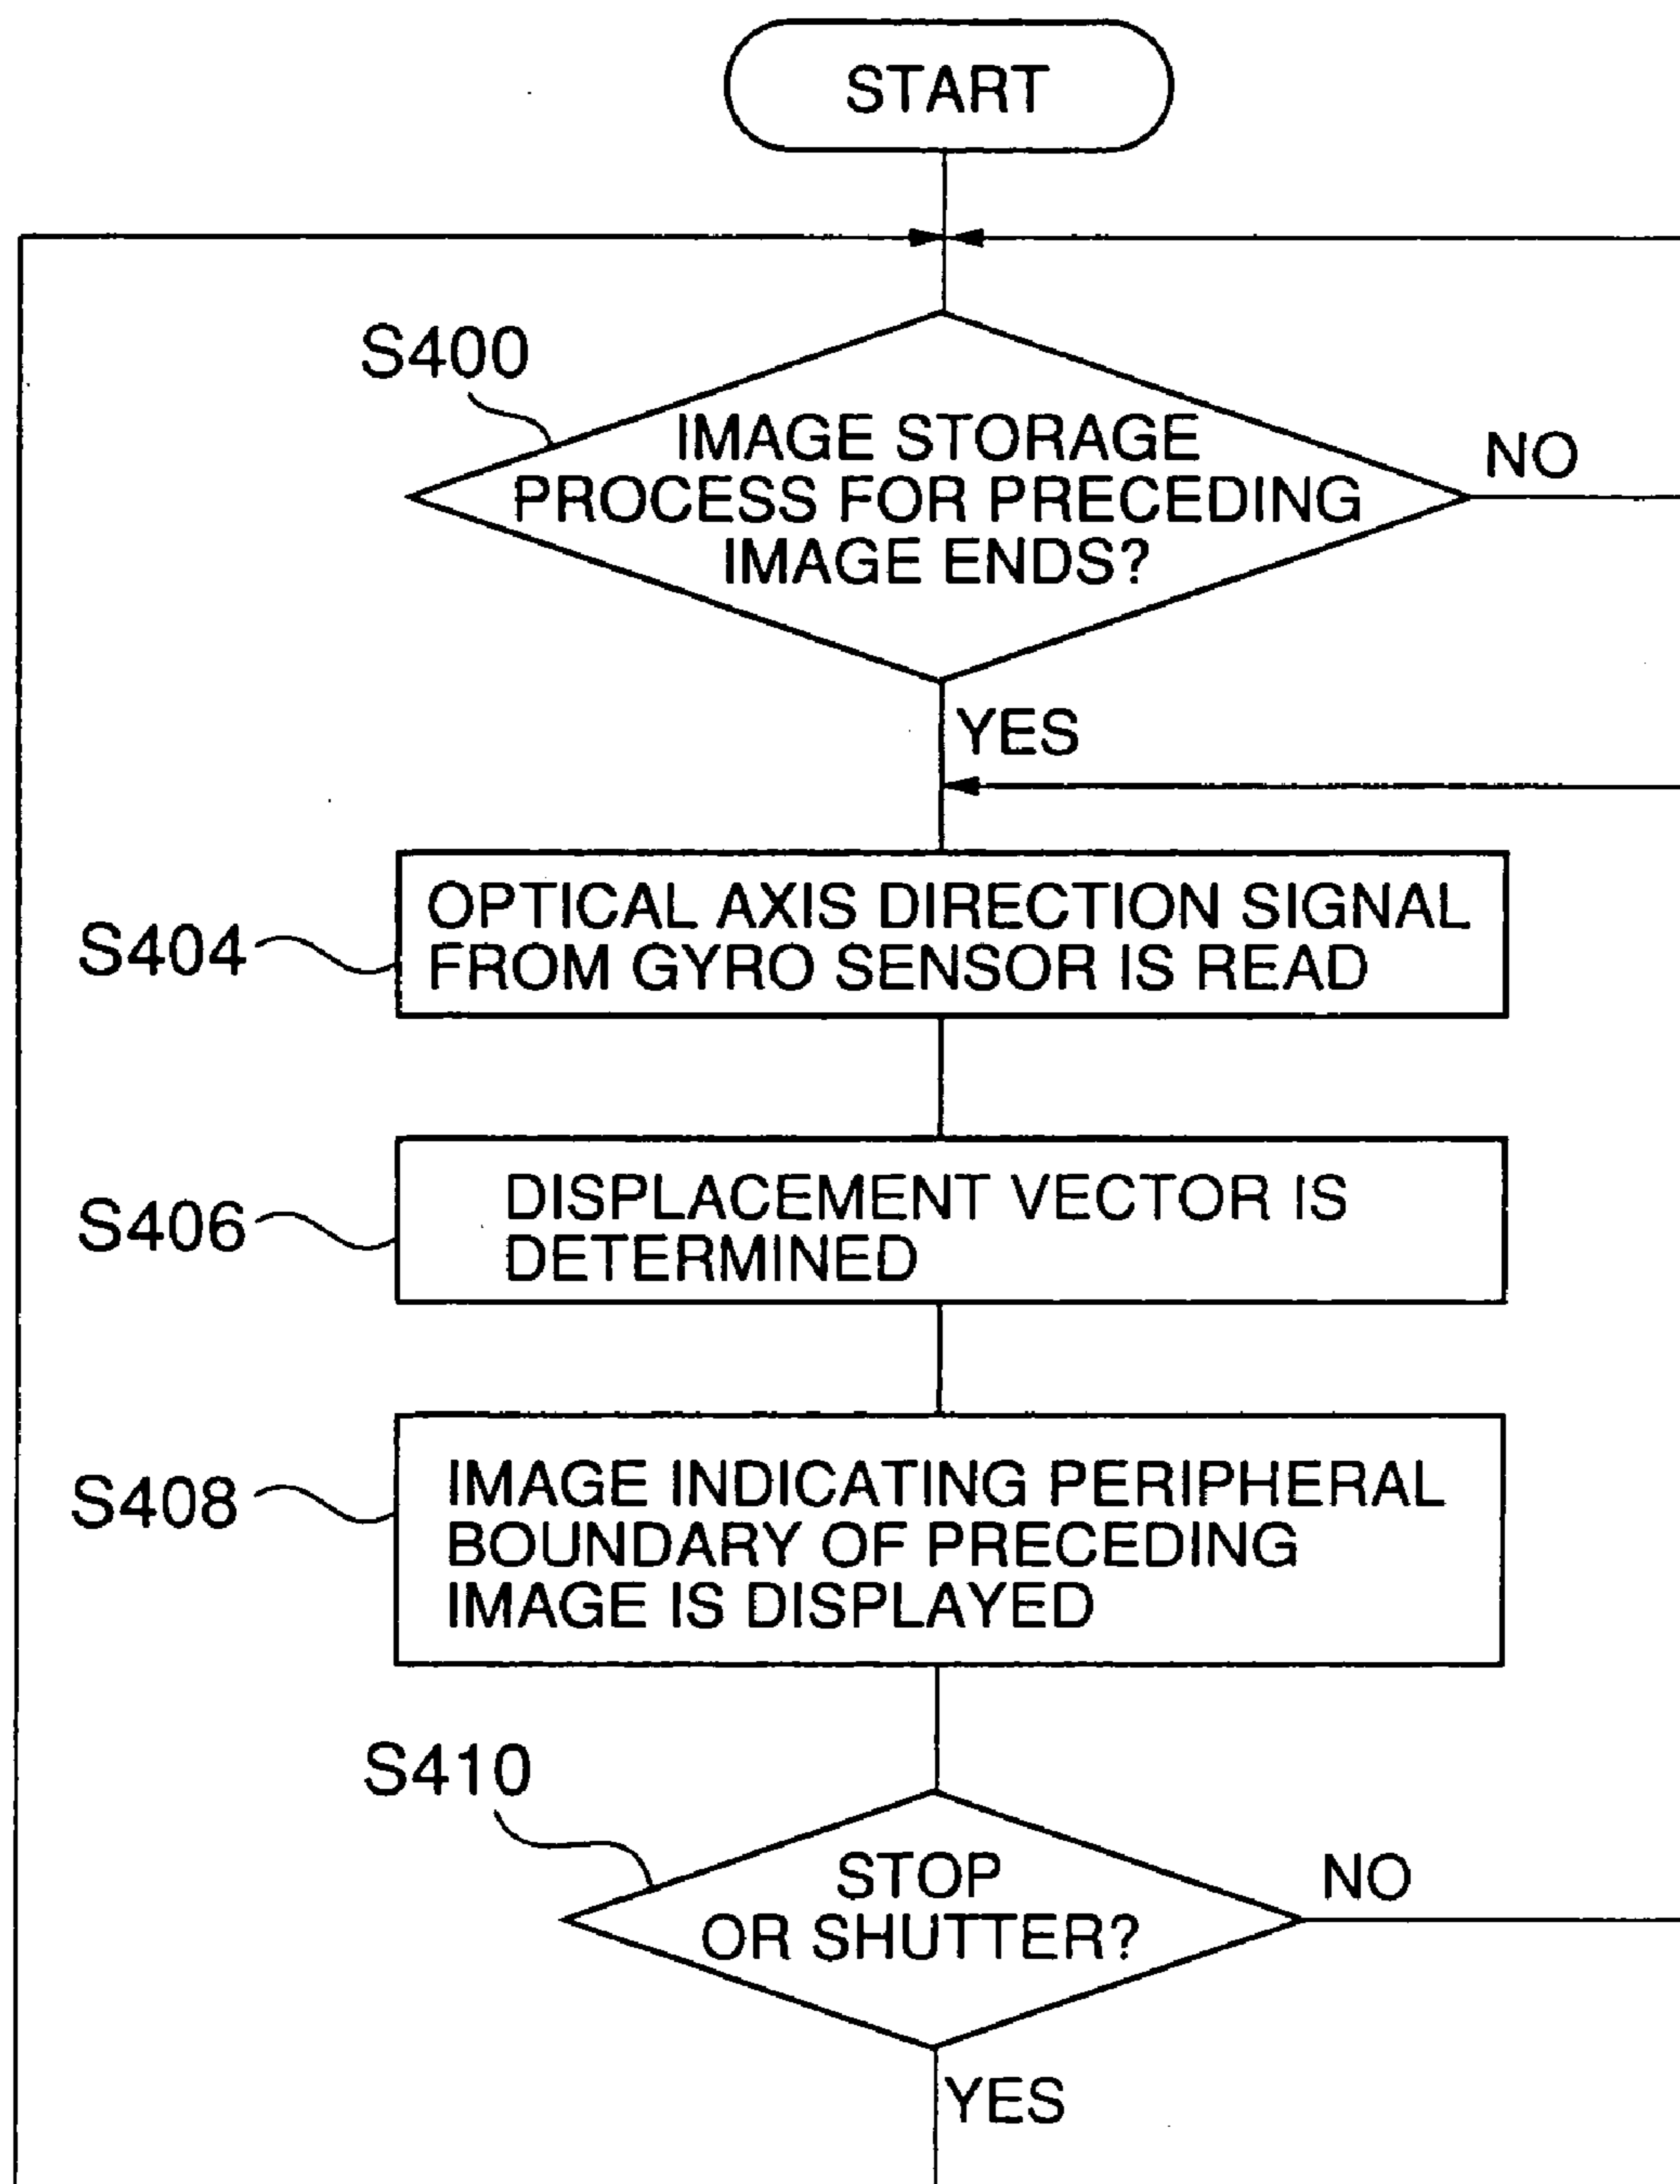 START
S400
IMAGE STORAGE
PROCESS FOR PRECEDING
IMAGE ENDS?
NO
YES
S404
OPTICAL AXIS DIRECTION SIGNAL
FROM GYRO SENSOR IS READ
S406
DISPLACEMENT VECTOR IS
DETERMINED
S408
IMAGE INDICATING PERIPHERAL
BOUNDARY OF PRECEDING
IMAGE IS DISPLAYED
S410
STOP
OR SHUTTER?
NO
YES